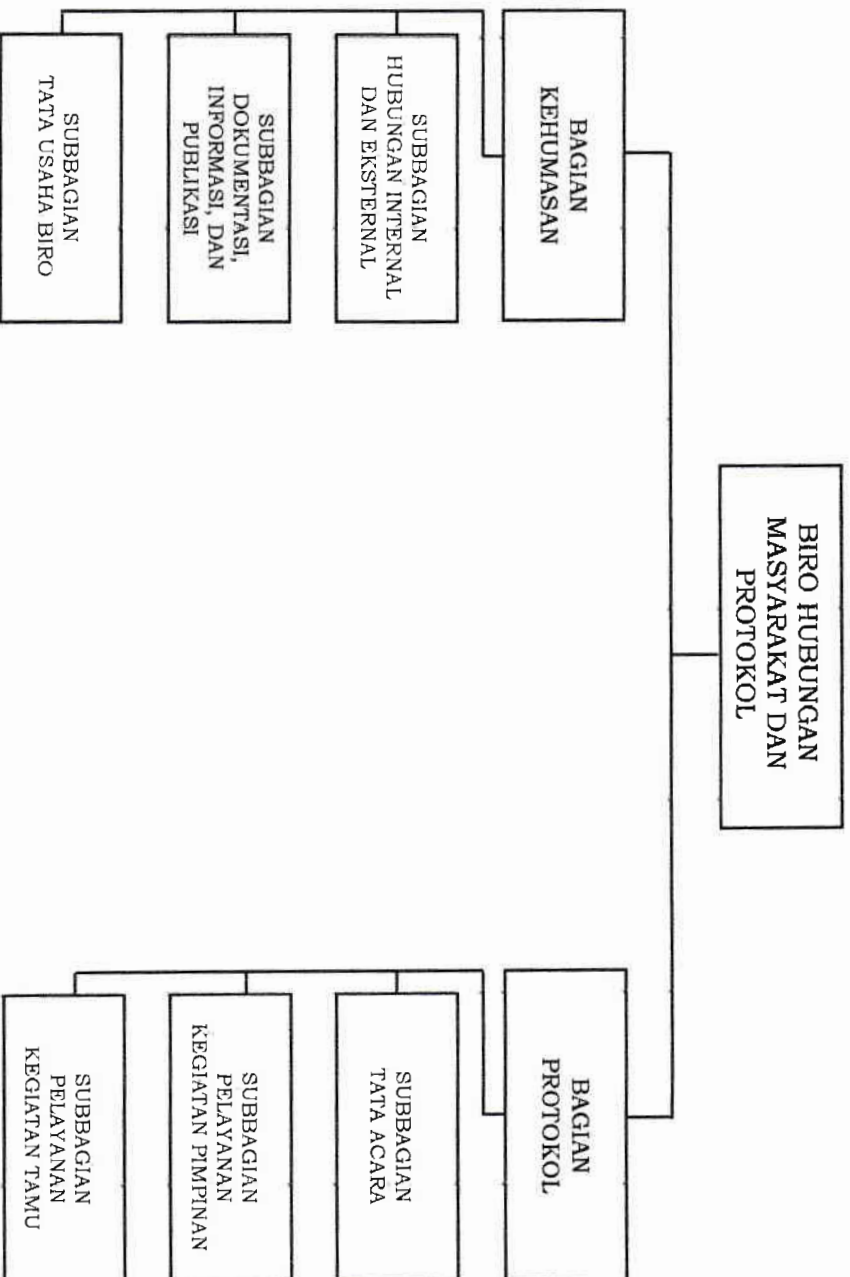 BIRO HUBUNGAN
MASYARAKAT DAN
PROTOKOL
BAGIAN
KEHUMASAN
SUBBAGIAN
HUBUNGAN INTERNAL
DAN EKSTERNAL
SUBBAGIAN
DOKUMENTASI,
INFORMASI, DAN
PUBLIKASI
SUBBAGIAN
TATA USAHA BIRO
BAGIAN
PROTOKOL
SUBBAGIAN
TATA ACARA
SUBBAGIAN
PELAYANAN
KEGIATAN PIMPINAN
SUBBAGIAN
PELAYANAN
KEGIATAN TAMU